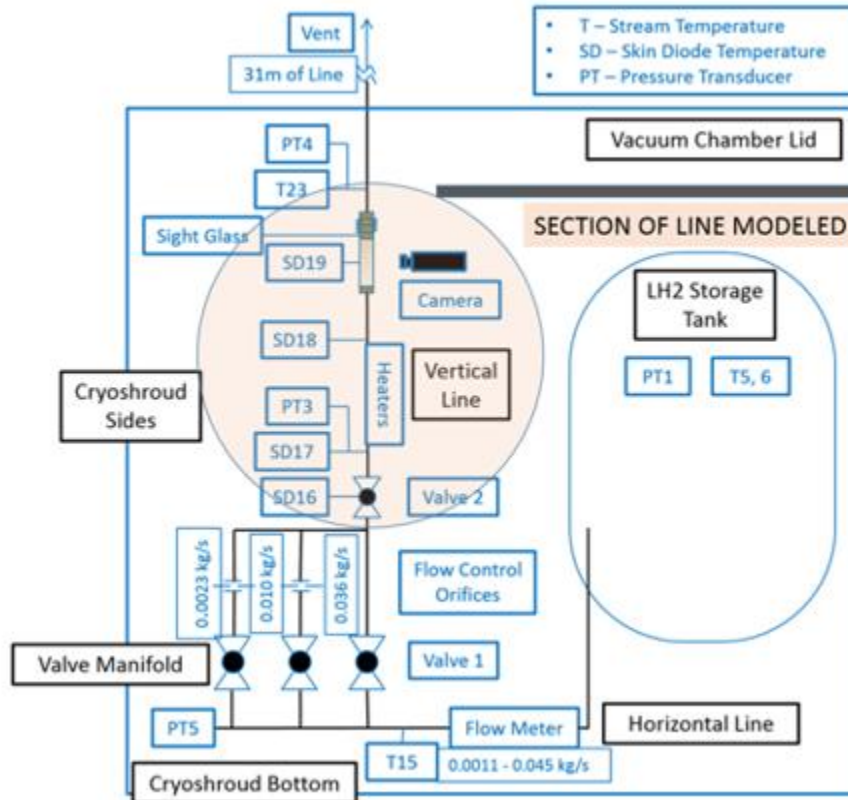 Vent
31m of Line
• T – Stream Temperature
• SD – Skin Diode Temperature
• PT – Pressure Transducer
PT4
Vacuum Chamber Lid
T23
Sight Glass
SECTION OF LINE MODELED
SD19
Camera
LH2 Storage
Tank
SD18
Heaters
Vertical
Line
PT1
T5, 6
Cryoshroud
Sides
PT3
SD17
SD16
Valve 2
0.0023 kg/s
0.010 kg/s
0.036 kg/s
Flow Control
Orifices
Valve Manifold
Valve 1
PT5
Flow Meter
Horizontal Line
T15
0.0011 - 0.045 kg/s
Cryoshroud Bottom